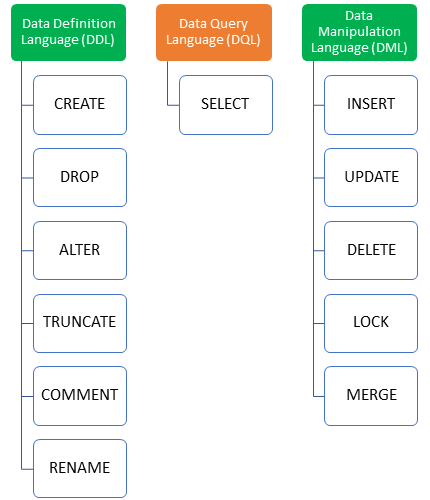 Data Definition
Language (DDL)
CREATE
DROP
ALTER
TRUNCATE
COMMENT
RENAME
Data Query
Language (DQL)
SELECT
Data
Manipulation
Language (DML)
INSERT
UPDATE
DELETE
LOCK
MERGE